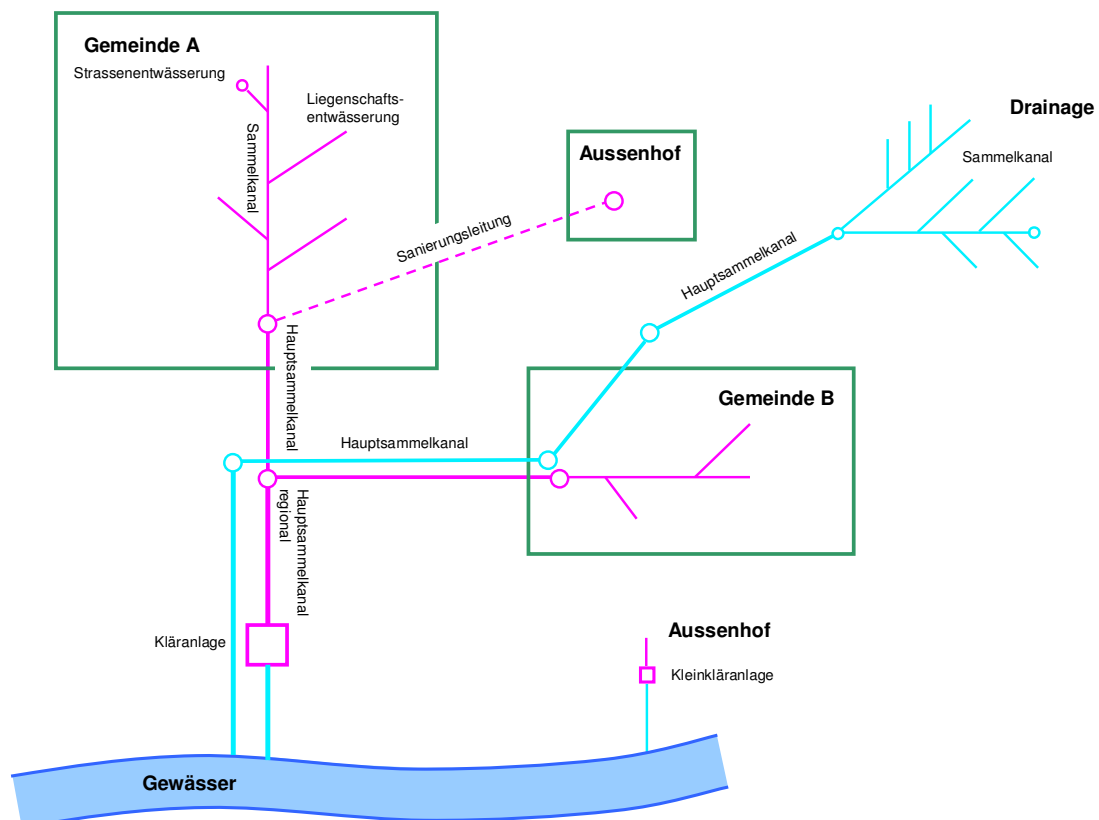 Gemeinde A
Strassenentwässerung
Liegenschafts-
entwässerung
Sammelkanal
Drainage
Sammelkanal
Aussenhof
Sanierungsleitung
Hauptsammelkanal
Hauptsammelkanal
Gemeinde B
Hauptsammelkanal
Hauptsammelkanal
regional
Aussenhof
Kläranlage
Kleinkläranlage
Gewässer